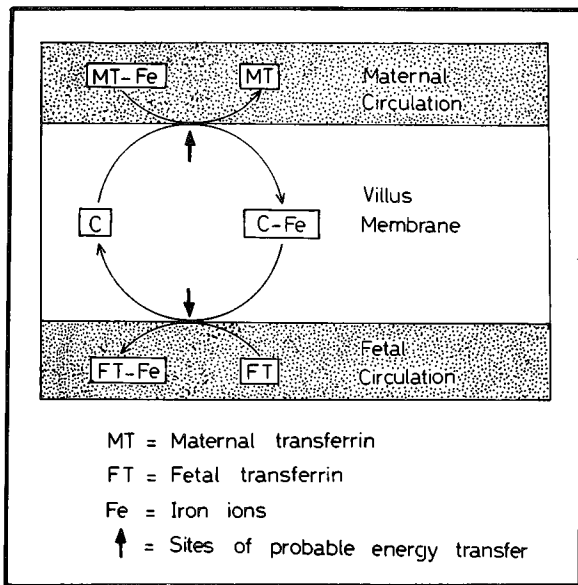 MT-Fe MT Maternal
Circulation
C C-Fe Villus
Membrane
Fetal
FT-Fe FT Circulation
MT = Maternal transferrin
FT = Fetal transferrin
Fe = Iron ions
↑ = Sites of probable energy transfer